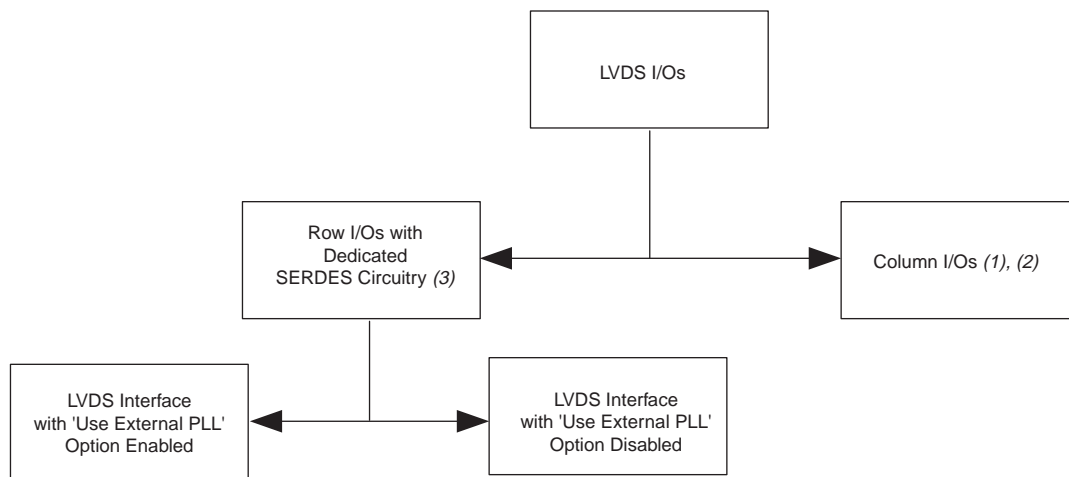 LVDS I/Os
Row I/Os with
Dedicated
SERDES Circuitry (3)
Column I/Os (1), (2)
LVDS Interface
with 'Use External PLL'
Option Enabled
LVDS Interface
with 'Use External PLL'
Option Disabled